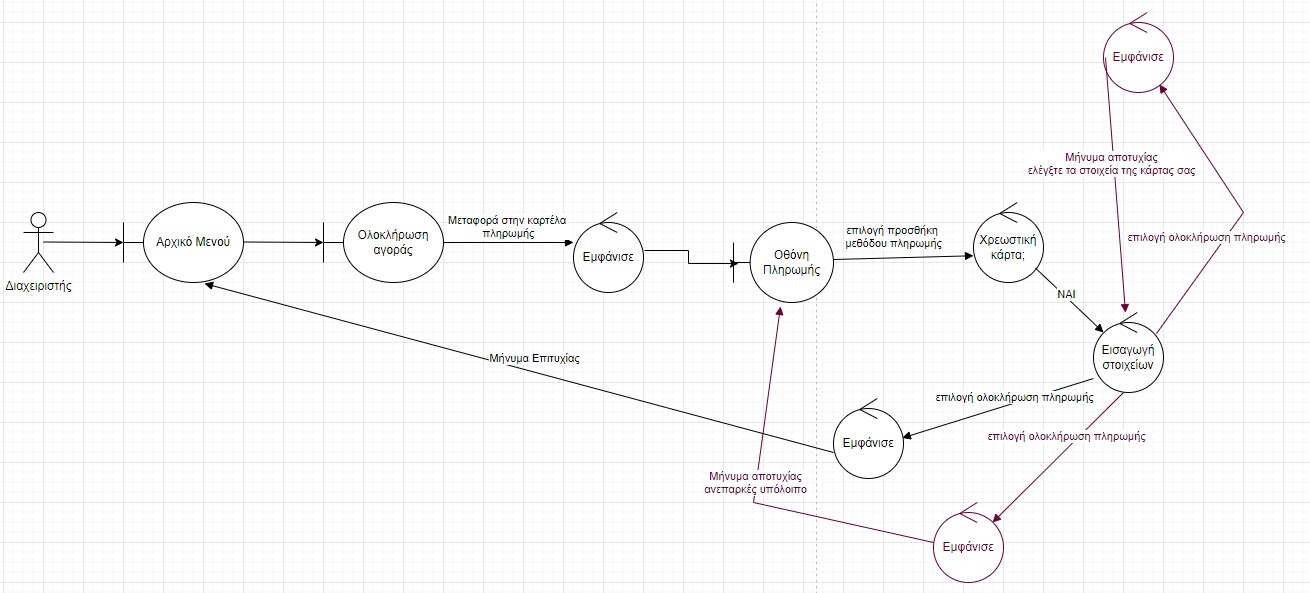 Εμφάνισε
Μήνυμα αποτυχίας
ελέγξτε τα στοιχεία της κάρτας σας
επιλογή ολοκλήρωση πληρωμής
Διαχειριστής
Αρχικό Μενού
Ολοκλήρωση
αγοράς
Μεταφορά στην καρτέλα
πληρωμής
Εμφάνισε
Οθόνη
Πληρωμής
επιλογή προσθήκη
μεθόδου πληρωμής
Χρεωστική
κάρτα;
ΝΑΙ
Εισαγωγή
στοιχείων
επιλογή ολοκλήρωση πληρωμής
Εμφάνισε
Μήνυμα Επιτυχίας
επιλογή ολοκλήρωση πληρωμής
Εμφάνισε
Μήνυμα αποτυχίας
ανεπαρκές υπόλοιπο